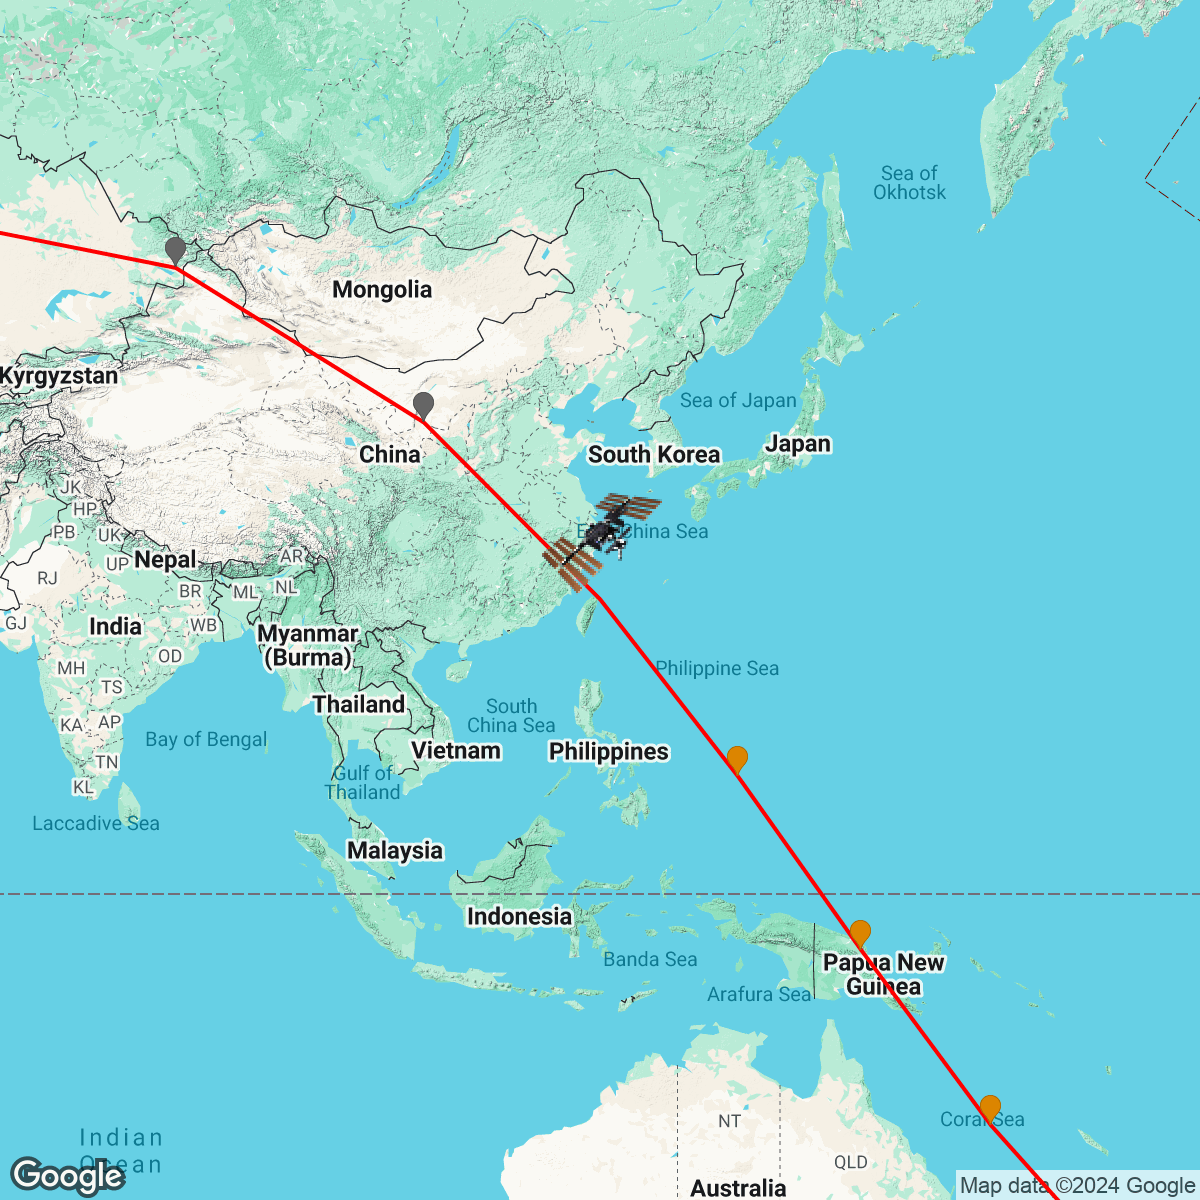 Sea of
Okhotsk
Mongolia
Kyrgyzstan
Sea of Japan
Japan
China
South Korea
JK
HP
PB
UK
East China Sea
Nepal
AR
UP
RJ
BR
ML
NL
GJ
India
WB
Myanmar
(Burma)
OD
MH
Philippine Sea
TS
Thailand
South
China Sea
KA
AP
Bay of Bengal
Vietnam
Philippines
TN
Gulf of
Thailand
KL
Laccadive Sea
Malaysia
Indonesia
Banda Sea
Papua New
Guinea
Arafura Sea
Coral Sea
NT
Indian
Ocean
QLD
Google
Australia
Map data ©2024 Google